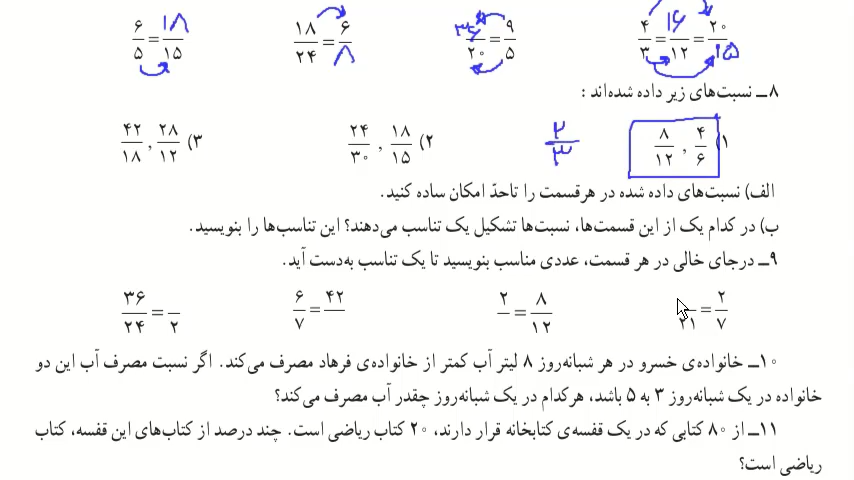 ۶/۵ = ۱۸/۱۵   ۱۸/۲۴ = ۶/۸   ۳۶/۲۰ = ۹/۵   ۴/۳ = ۱۶/۱۲ = ۲۰/۱۵
۸ــ نسبت‌های زیر داده شده‌اند :
۱) ۴/۶ , ۸/۱۲   ۲/۳   ۲) ۱۸/۱۵ , ۲۴/۳۰   ۳) ۲۸/۱۲ , ۴۲/۱۸
الف) نسبت‌های داده شده در هرقسمت را تاحدّ امکان ساده کنید.
ب) در کدام یک از این قسمت‌ها، نسبت‌ها تشکیل یک تناسب می‌دهند؟ این تناسب‌ها را بنویسید.
۹ــ درجای خالی در هر قسمت، عددی مناسب بنویسید تا یک تناسب به‌دست آید.
۳۶/۲۴ = /۲   ۶/۷ = ۴۲/   ۲/ = ۸/۱۲   /۲۱ = ۲/۷
۱۰ــ خانواده‌ی خسرو در هر شبانه‌روز ۸ لیتر آب کمتر از خانواده‌ی فرهاد مصرف می‌کند. اگر نسبت مصرف آب این دو
خانواده در یک شبانه‌روز ۳ به ۵ باشد، هرکدام در یک شبانه‌روز چقدر آب مصرف می‌کند؟
۱۱ــ از ۸۰ کتابی که در یک قفسه‌ی کتابخانه قرار دارند، ۲۰ کتاب ریاضی است. چند درصد از کتاب‌های این قفسه، کتاب
ریاضی است؟